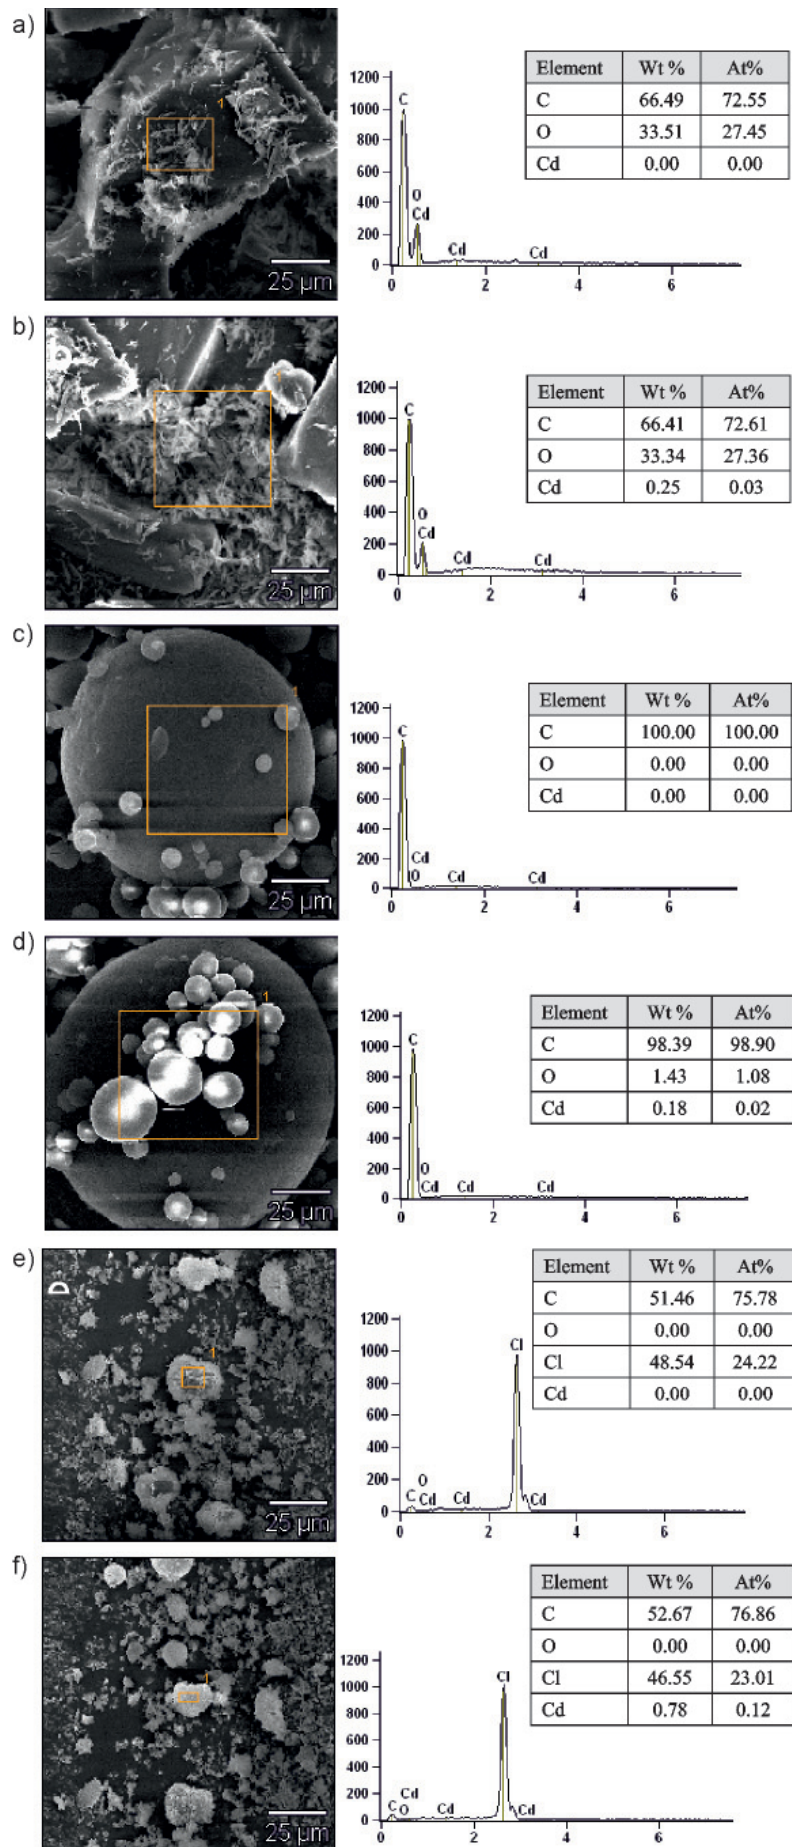 a)
1
25 µm
1200
1000
800
600
400
200
0
C
O
Cd
Cd
Cd
0 2 4 6
Element Wt % At%
C 66.49 72.55
O 33.51 27.45
Cd 0.00 0.00
b)
1
25 µm
1200
1000
800
600
400
200
0
C
O
Cd
Cd
Cd
0 2 4 6
Element Wt % At%
C 66.41 72.61
O 33.34 27.36
Cd 0.25 0.03
c)
1
25 µm
1200
1000
800
600
400
200
0
C
Cd
O Cd Cd
0 2 4 6
Element Wt % At%
C 100.00 100.00
O 0.00 0.00
Cd 0.00 0.00
d)
1
25 µm
1200
1000
800
600
400
200
0
C
O
Cd Cd Cd
0 2 4 6
Element Wt % At%
C 98.39 98.90
O 1.43 1.08
Cd 0.18 0.02
e)
D
1
25 µm
1200
1000
800
600
400
200
0
Cl
O
C Cd Cd Cd
0 2 4 6
Element Wt % At%
C 51.46 75.78
O 0.00 0.00
Cl 48.54 24.22
Cd 0.00 0.00
f)
1
25 µm
1200
1000
800
600
400
200
0
Cl
Cd
C O Cd Cd
0 2 4 6
Element Wt % At%
C 52.67 76.86
O 0.00 0.00
Cl 46.55 23.01
Cd 0.78 0.12